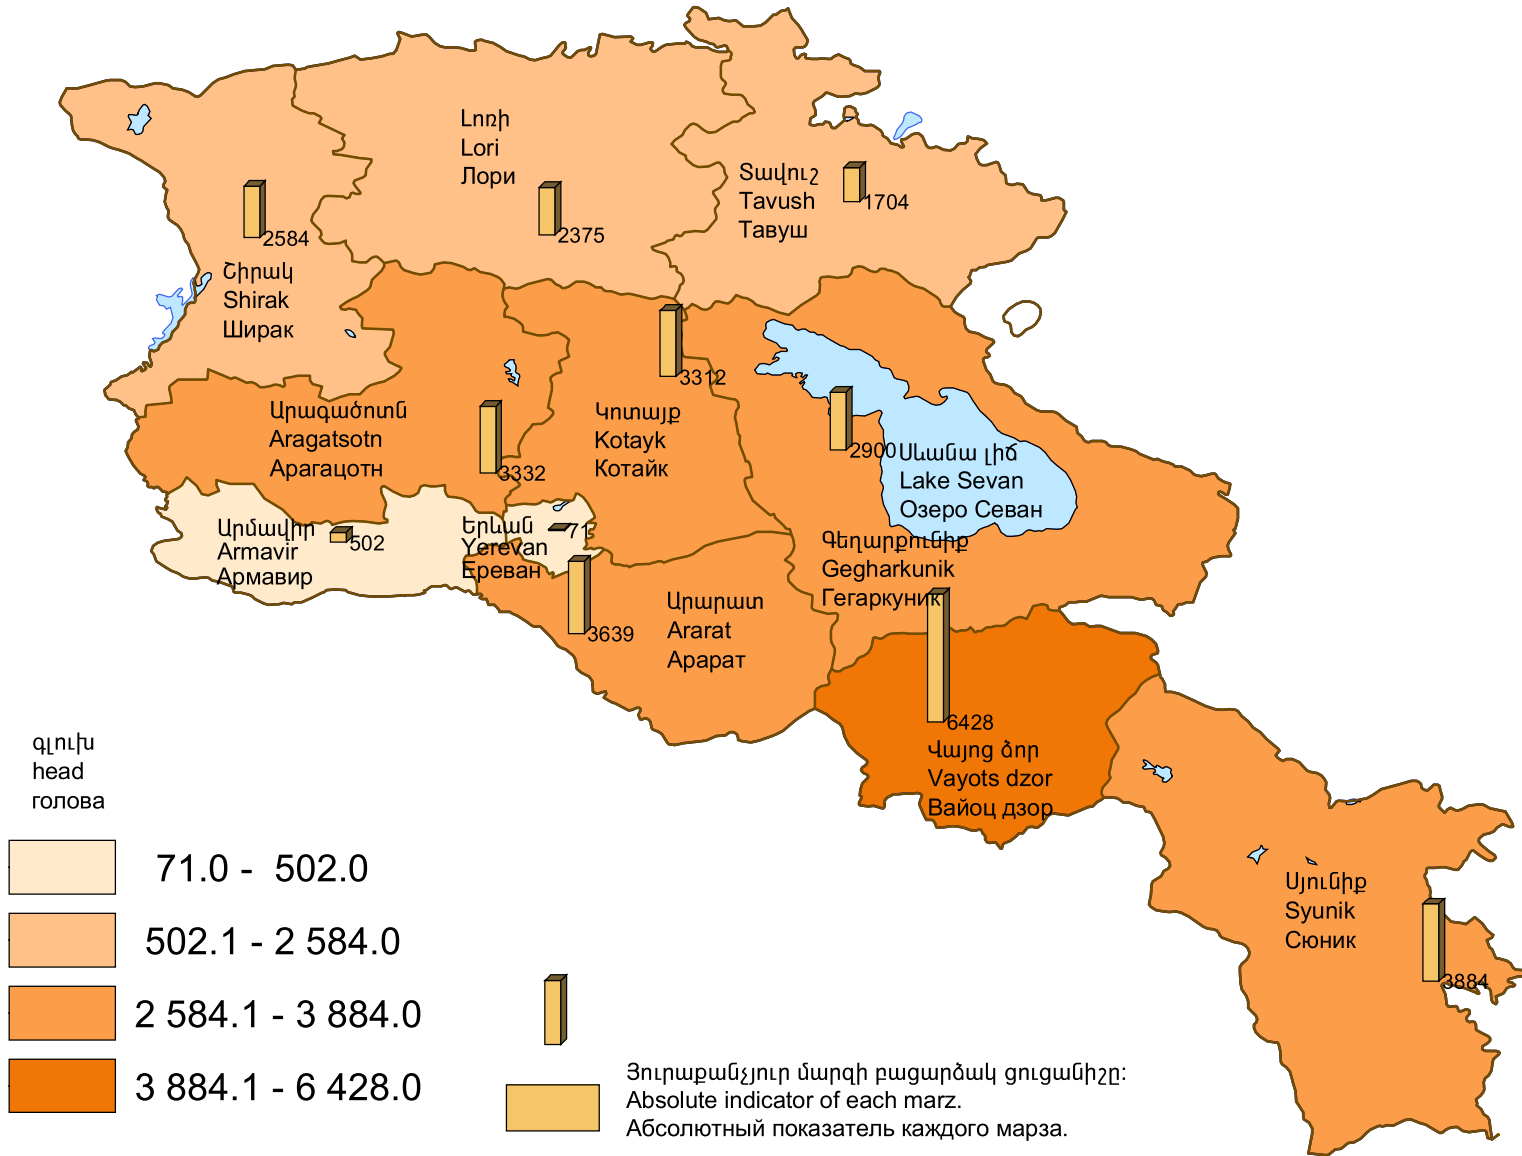 Լոռի
Lori
Лори
2375
Տավուշ
Tavush
Тавуш
1704
2584
Շիրակ
Shirak
Ширак
3312
Արագածոտն
Aragatsotn
Арагацотн
3332
Կոտայք
Kotayk
Котайк
2900
Սևանա լիճ
Lake Sevan
Озеро Севан
Արմավիր
Armavir
Армавир
502
Երևան
Yerevan
Ереван
71
Գեղարքունիք
Gegharkunik
Гегаркуник
3639
Արարատ
Ararat
Арарат
6428
Վայոց ձոր
Vayots dzor
Вайоц дзор
Սյունիք
Syunik
Сюник
3884
գլուխ
head
голова
71.0 - 502.0
502.1 - 2 584.0
2 584.1 - 3 884.0
3 884.1 - 6 428.0
Յուրաքանչյուր մարզի բացարձակ ցուցանիշը:
Absolute indicator of each marz.
Абсолютный показатель каждого марза.